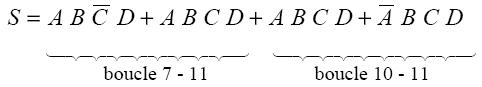 S = A B C̅ D + A B C D + A B C D + A̅ B C D
boucle 7 - 11 boucle 10 - 11